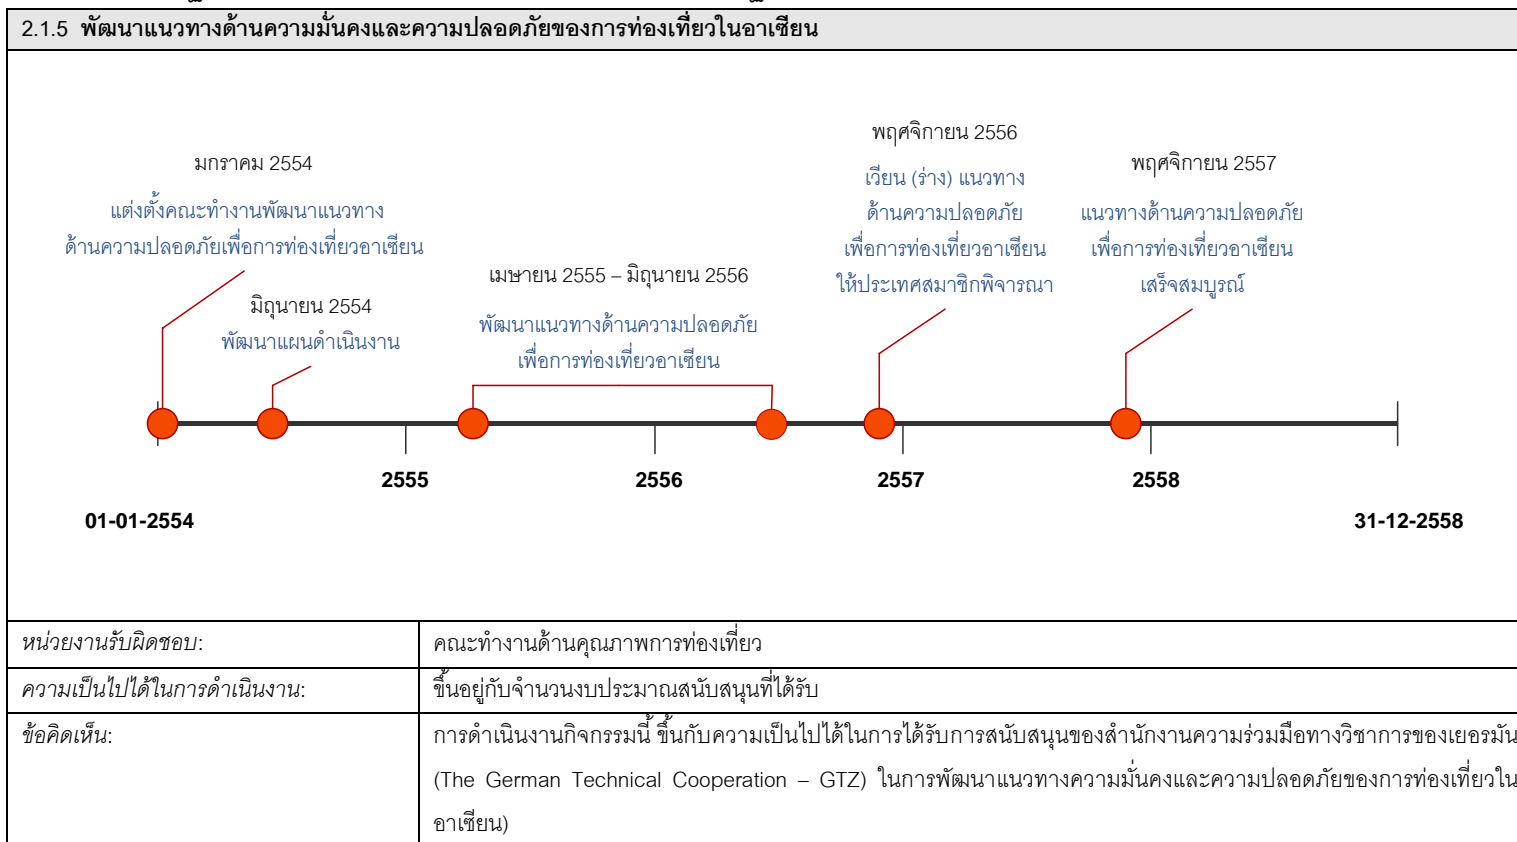 2.1.5 พัฒนาแนวทางด้านความมั่นคงและความปลอดภัยของการท่องเที่ยวในอาเซียน
มกราคม 2554
แต่งตั้งคณะทำงานพัฒนาแนวทาง
ด้านความปลอดภัยเพื่อการท่องเที่ยวอาเซียน
มิถุนายน 2554
พัฒนาแผนดำเนินงาน
เมษายน 2555 – มิถุนายน 2556
พัฒนาแนวทางด้านความปลอดภัย
เพื่อการท่องเที่ยวอาเซียน
พฤศจิกายน 2556
เวียน (ร่าง) แนวทาง
ด้านความปลอดภัย
เพื่อการท่องเที่ยวอาเซียน
ให้ประเทศสมาชิกพิจารณา
พฤศจิกายน 2557
แนวทางด้านความปลอดภัย
เพื่อการท่องเที่ยวอาเซียน
เสร็จสมบูรณ์
2555
2556
2557
2558
01-01-2554
31-12-2558
หน่วยงานรับผิดชอบ:
คณะทำงานด้านคุณภาพการท่องเที่ยว
ความเป็นไปได้ในการดำเนินงาน:
ขึ้นอยู่กับจำนวนงบประมาณสนับสนุนที่ได้รับ
ข้อคิดเห็น:
การดำเนินงานกิจกรรมนี้ ขึ้นกับความเป็นไปได้ในการได้รับการสนับสนุนของสำนักงานความร่วมมือทางวิชาการของเยอรมัน
(The German Technical Cooperation – GTZ) ในการพัฒนาแนวทางความมั่นคงและความปลอดภัยของการท่องเที่ยวใน
อาเซียน)